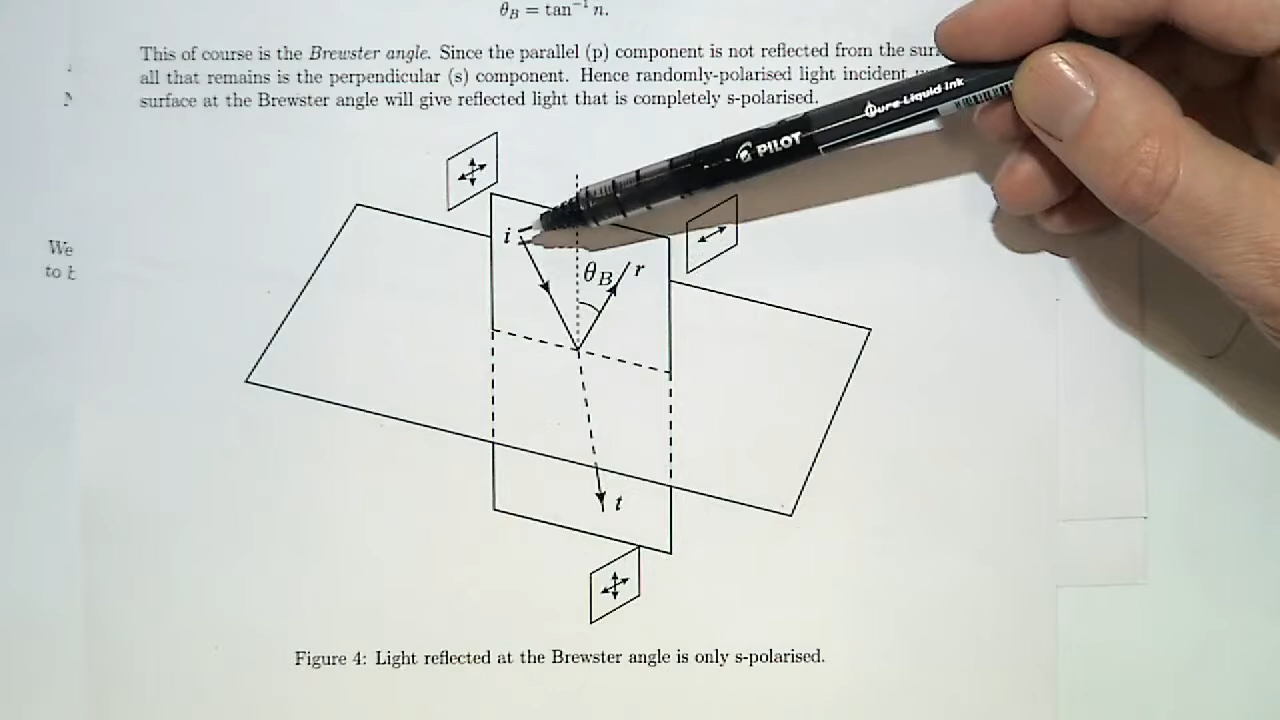 θ_B = tan⁻¹ n.
This of course is the Brewster angle. Since the parallel (p) component is not reflected from the
all that remains is the perpendicular (s) component. Hence randomly-polarised light incident
surface at the Brewster angle will give reflected light that is completely s-polarised.
Pure Liquid Ink
PILOT
i
θ_B
r
We
to
t
Figure 4: Light reflected at the Brewster angle is only s-polarised.